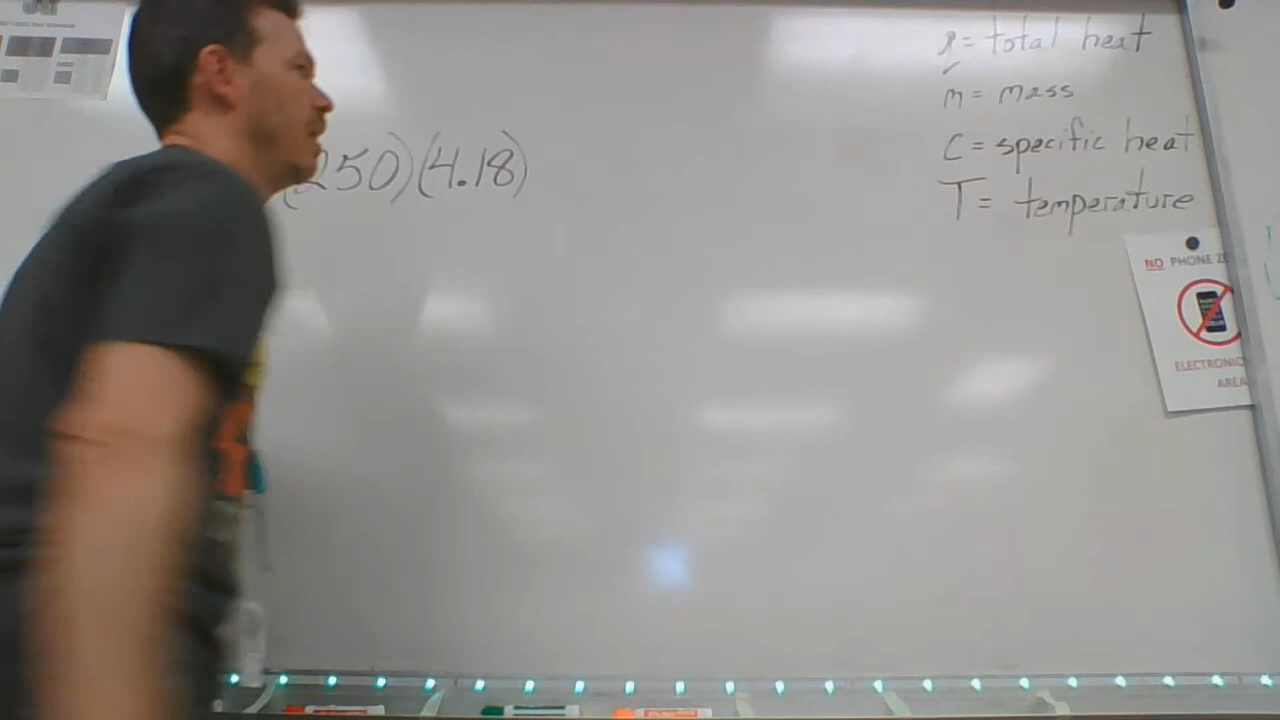 = total heat
m = mass
(250)(4.18)
C = specific heat
T = temperature
NO PHONE
ELECTRONIC
AREA